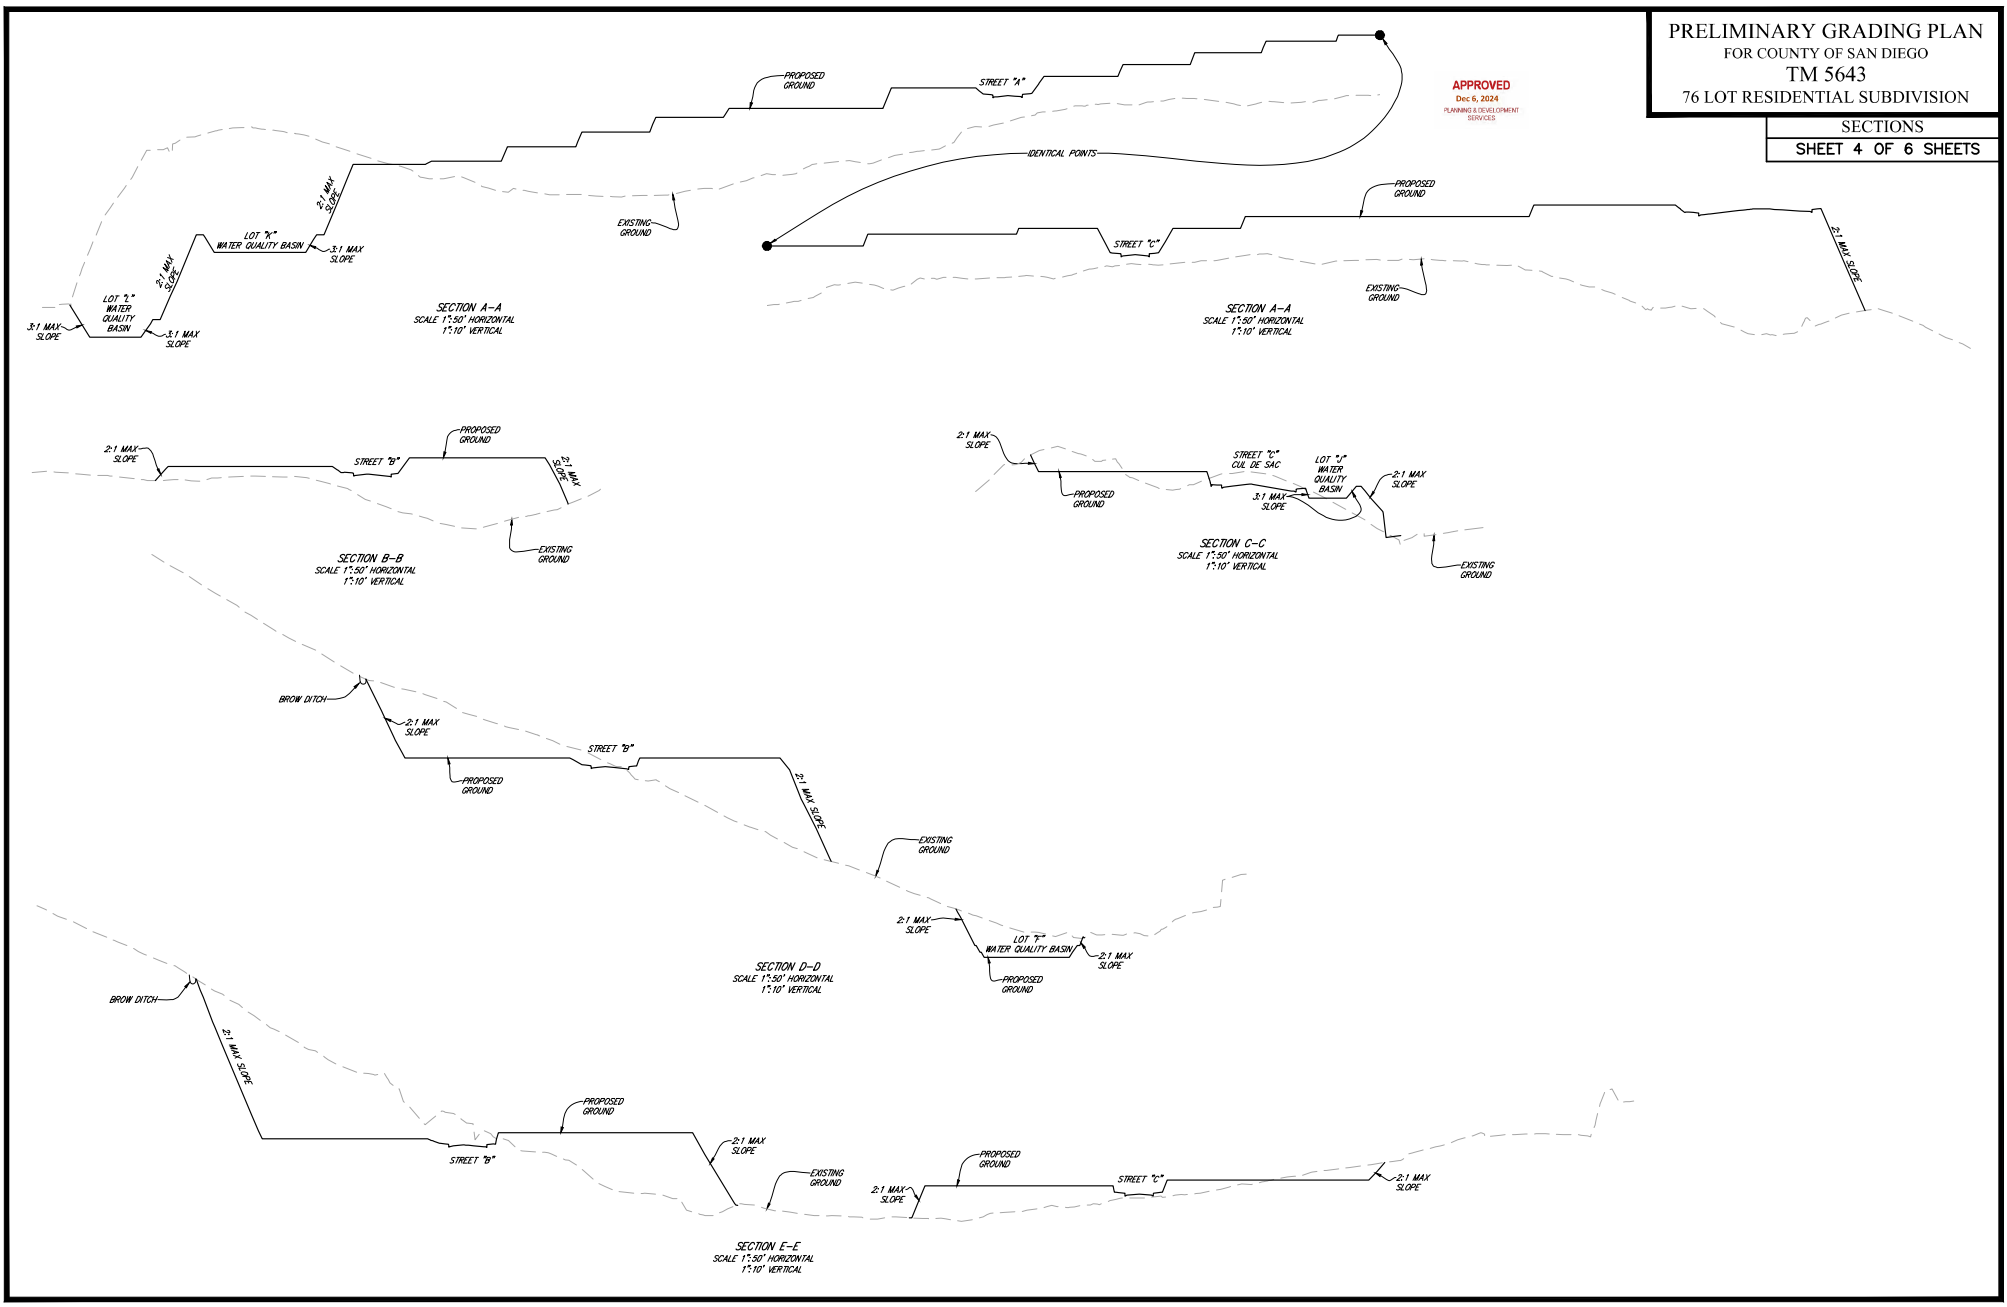 PRELIMINARY GRADING PLAN
FOR COUNTY OF SAN DIEGO
TM 5643
76 LOT RESIDENTIAL SUBDIVISION
SECTIONS
SHEET 4 OF 6 SHEETS
APPROVED
Dec 6, 2024
PLANNING & DEVELOPMENT
SERVICES
PROPOSED
GROUND
STREET "A"
IDENTICAL POINTS
2:1 MAX
SLOPE
EXISTING
GROUND
LOT "K"
WATER QUALITY BASIN
3:1 MAX
SLOPE
2:1 MAX
SLOPE
LOT "L"
WATER
QUALITY
BASIN
3:1 MAX
SLOPE
3:1 MAX
SLOPE
SECTION A-A
SCALE 1":50' HORIZONTAL
1":10' VERTICAL
PROPOSED
GROUND
STREET "C"
2:1 MAX SLOPE
EXISTING
GROUND
SECTION A-A
SCALE 1":50' HORIZONTAL
1":10' VERTICAL
2:1 MAX
SLOPE
STREET "B"
PROPOSED
GROUND
2:1 MAX
SLOPE
EXISTING
GROUND
SECTION B-B
SCALE 1":50' HORIZONTAL
1":10' VERTICAL
2:1 MAX
SLOPE
PROPOSED
GROUND
STREET "C"
CUL DE SAC
LOT "J"
WATER
QUALITY
BASIN
2:1 MAX
SLOPE
3:1 MAX
SLOPE
EXISTING
GROUND
SECTION C-C
SCALE 1":50' HORIZONTAL
1":10' VERTICAL
BROW DITCH
2:1 MAX
SLOPE
PROPOSED
GROUND
STREET "B"
2:1 MAX SLOPE
EXISTING
GROUND
2:1 MAX
SLOPE
LOT "F"
WATER QUALITY BASIN
2:1 MAX
SLOPE
PROPOSED
GROUND
SECTION D-D
SCALE 1":50' HORIZONTAL
1":10' VERTICAL
BROW DITCH
2:1 MAX SLOPE
STREET "B"
PROPOSED
GROUND
2:1 MAX
SLOPE
EXISTING
GROUND
2:1 MAX
SLOPE
PROPOSED
GROUND
STREET "C"
2:1 MAX
SLOPE
SECTION E-E
SCALE 1":50' HORIZONTAL
1":10' VERTICAL